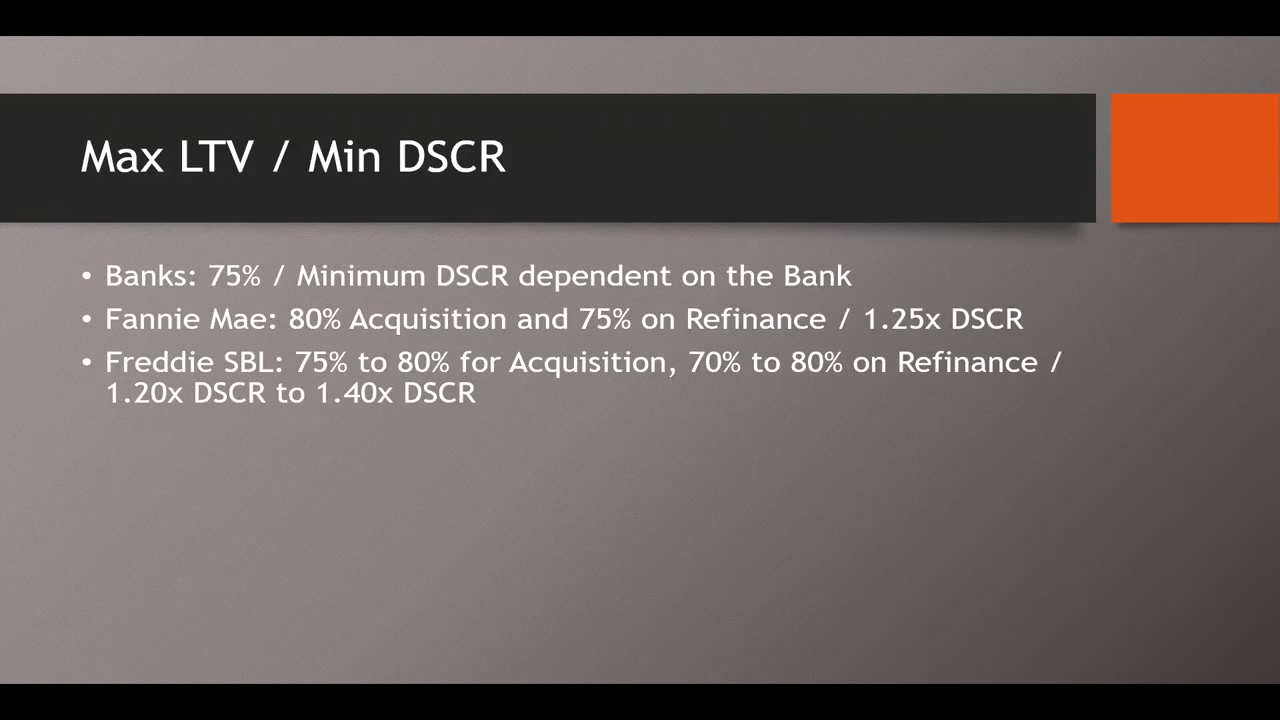 Max LTV / Min DSCR
• Banks: 75% / Minimum DSCR dependent on the Bank
• Fannie Mae: 80% Acquisition and 75% on Refinance / 1.25x DSCR
• Freddie SBL: 75% to 80% for Acquisition, 70% to 80% on Refinance /
1.20x DSCR to 1.40x DSCR